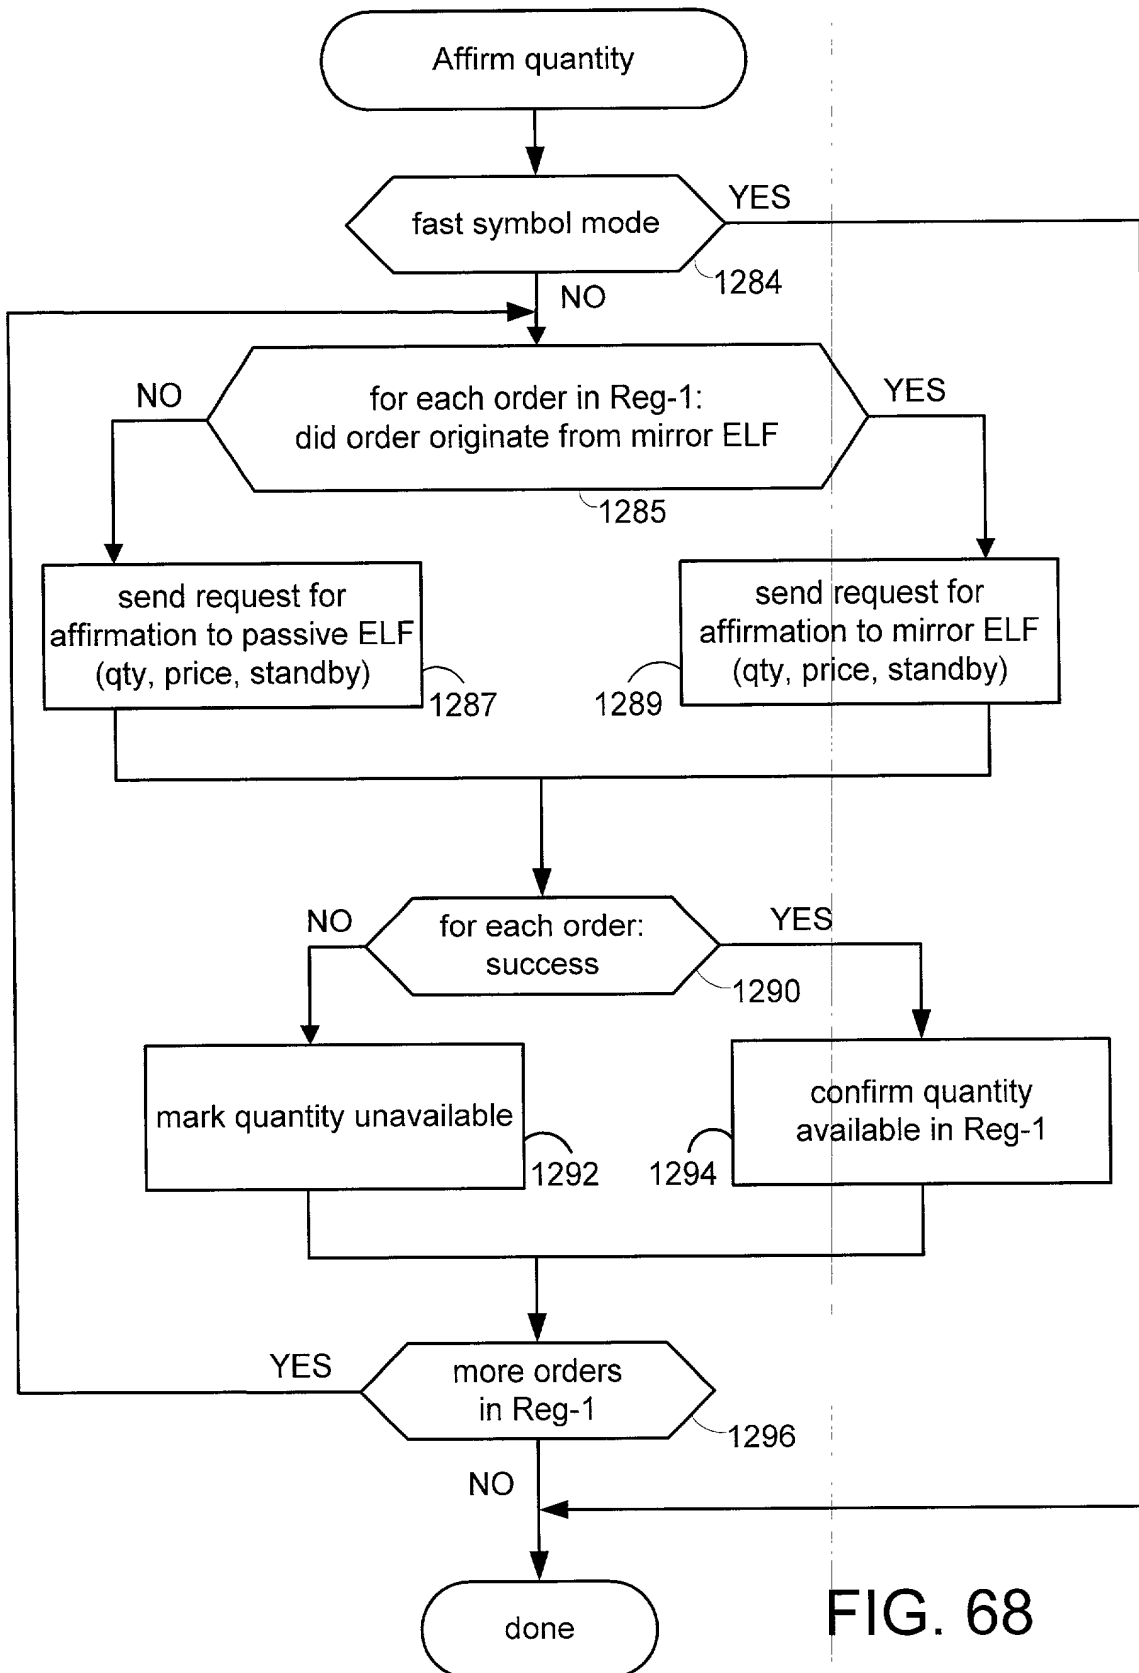 Affirm quantity
YES
fast symbol mode
1284
NO
NO
YES
for each order in Reg-1:
did order originate from mirror ELF
1285
send request for
affirmation to passive ELF
(qty, price, standby)
1287
send request for
affirmation to mirror ELF
(qty, price, standby)
1289
NO
YES
for each order:
success
1290
mark quantity unavailable
1292
confirm quantity
available in Reg-1
1294
YES
more orders
in Reg-1
1296
NO
done
FIG. 68